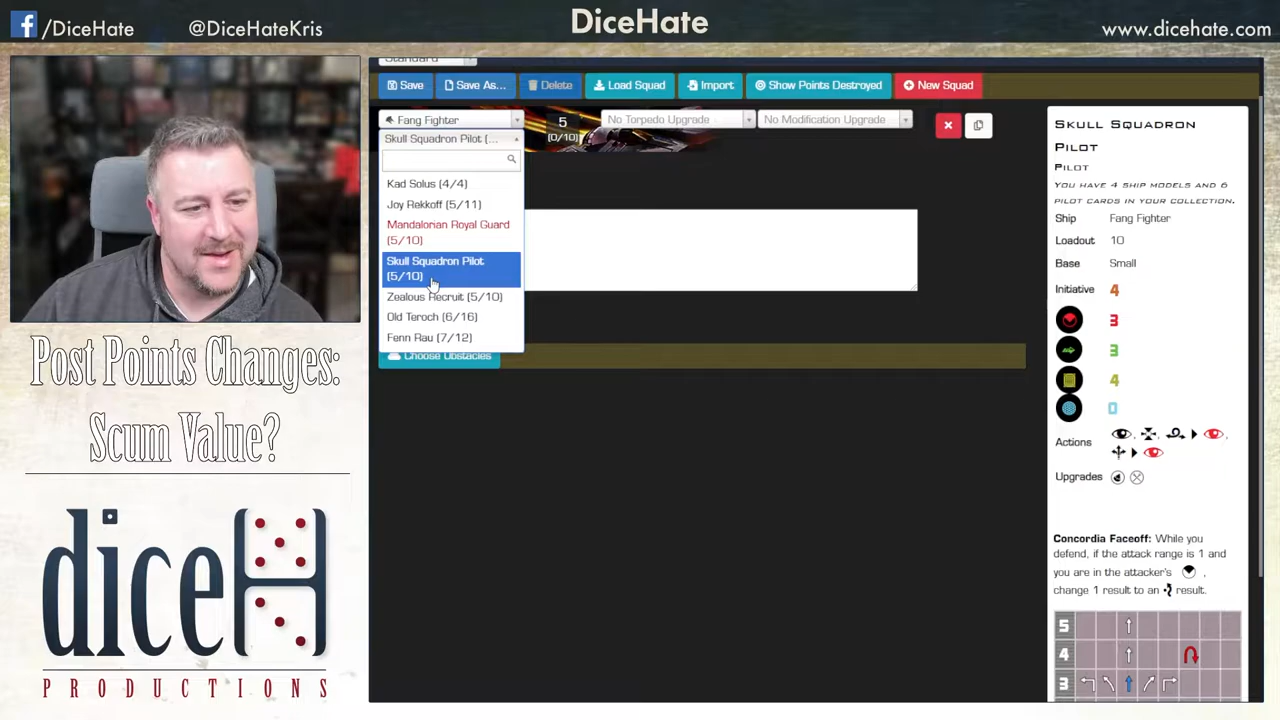 /DiceHate
@DiceHateKris
DiceHate
www.dicehate.com
Standard
Save
Save As...
Delete
Load Squad
Import
Show Points Destroyed
New Squad
Fang Fighter
5
(0/10)
No Torpedo Upgrade
No Modification Upgrade
Skull Squadron Pilot (...
Kad Solus (4/4)
Joy Rekkoff (5/11)
Mandalorian Royal Guard
(5/10)
Skull Squadron Pilot
(5/10)
Zealous Recruit (5/10)
Old Teroch (6/16)
Fenn Rau (7/12)
Choose Obstacles
Skull Squadron
Pilot
Pilot
You have 4 ship models and 6
pilot cards in your collection.
Ship Fang Fighter
Loadout 10
Base Small
Initiative 4
3
3
4
0
Actions
Upgrades
Concordia Faceoff: While you
defend, if the attack range is 1 and
you are in the attacker's ,
change 1 result to an result.
5
4
3
Post Points Changes:
Scum Value?
diceH
PRODUCTIONS